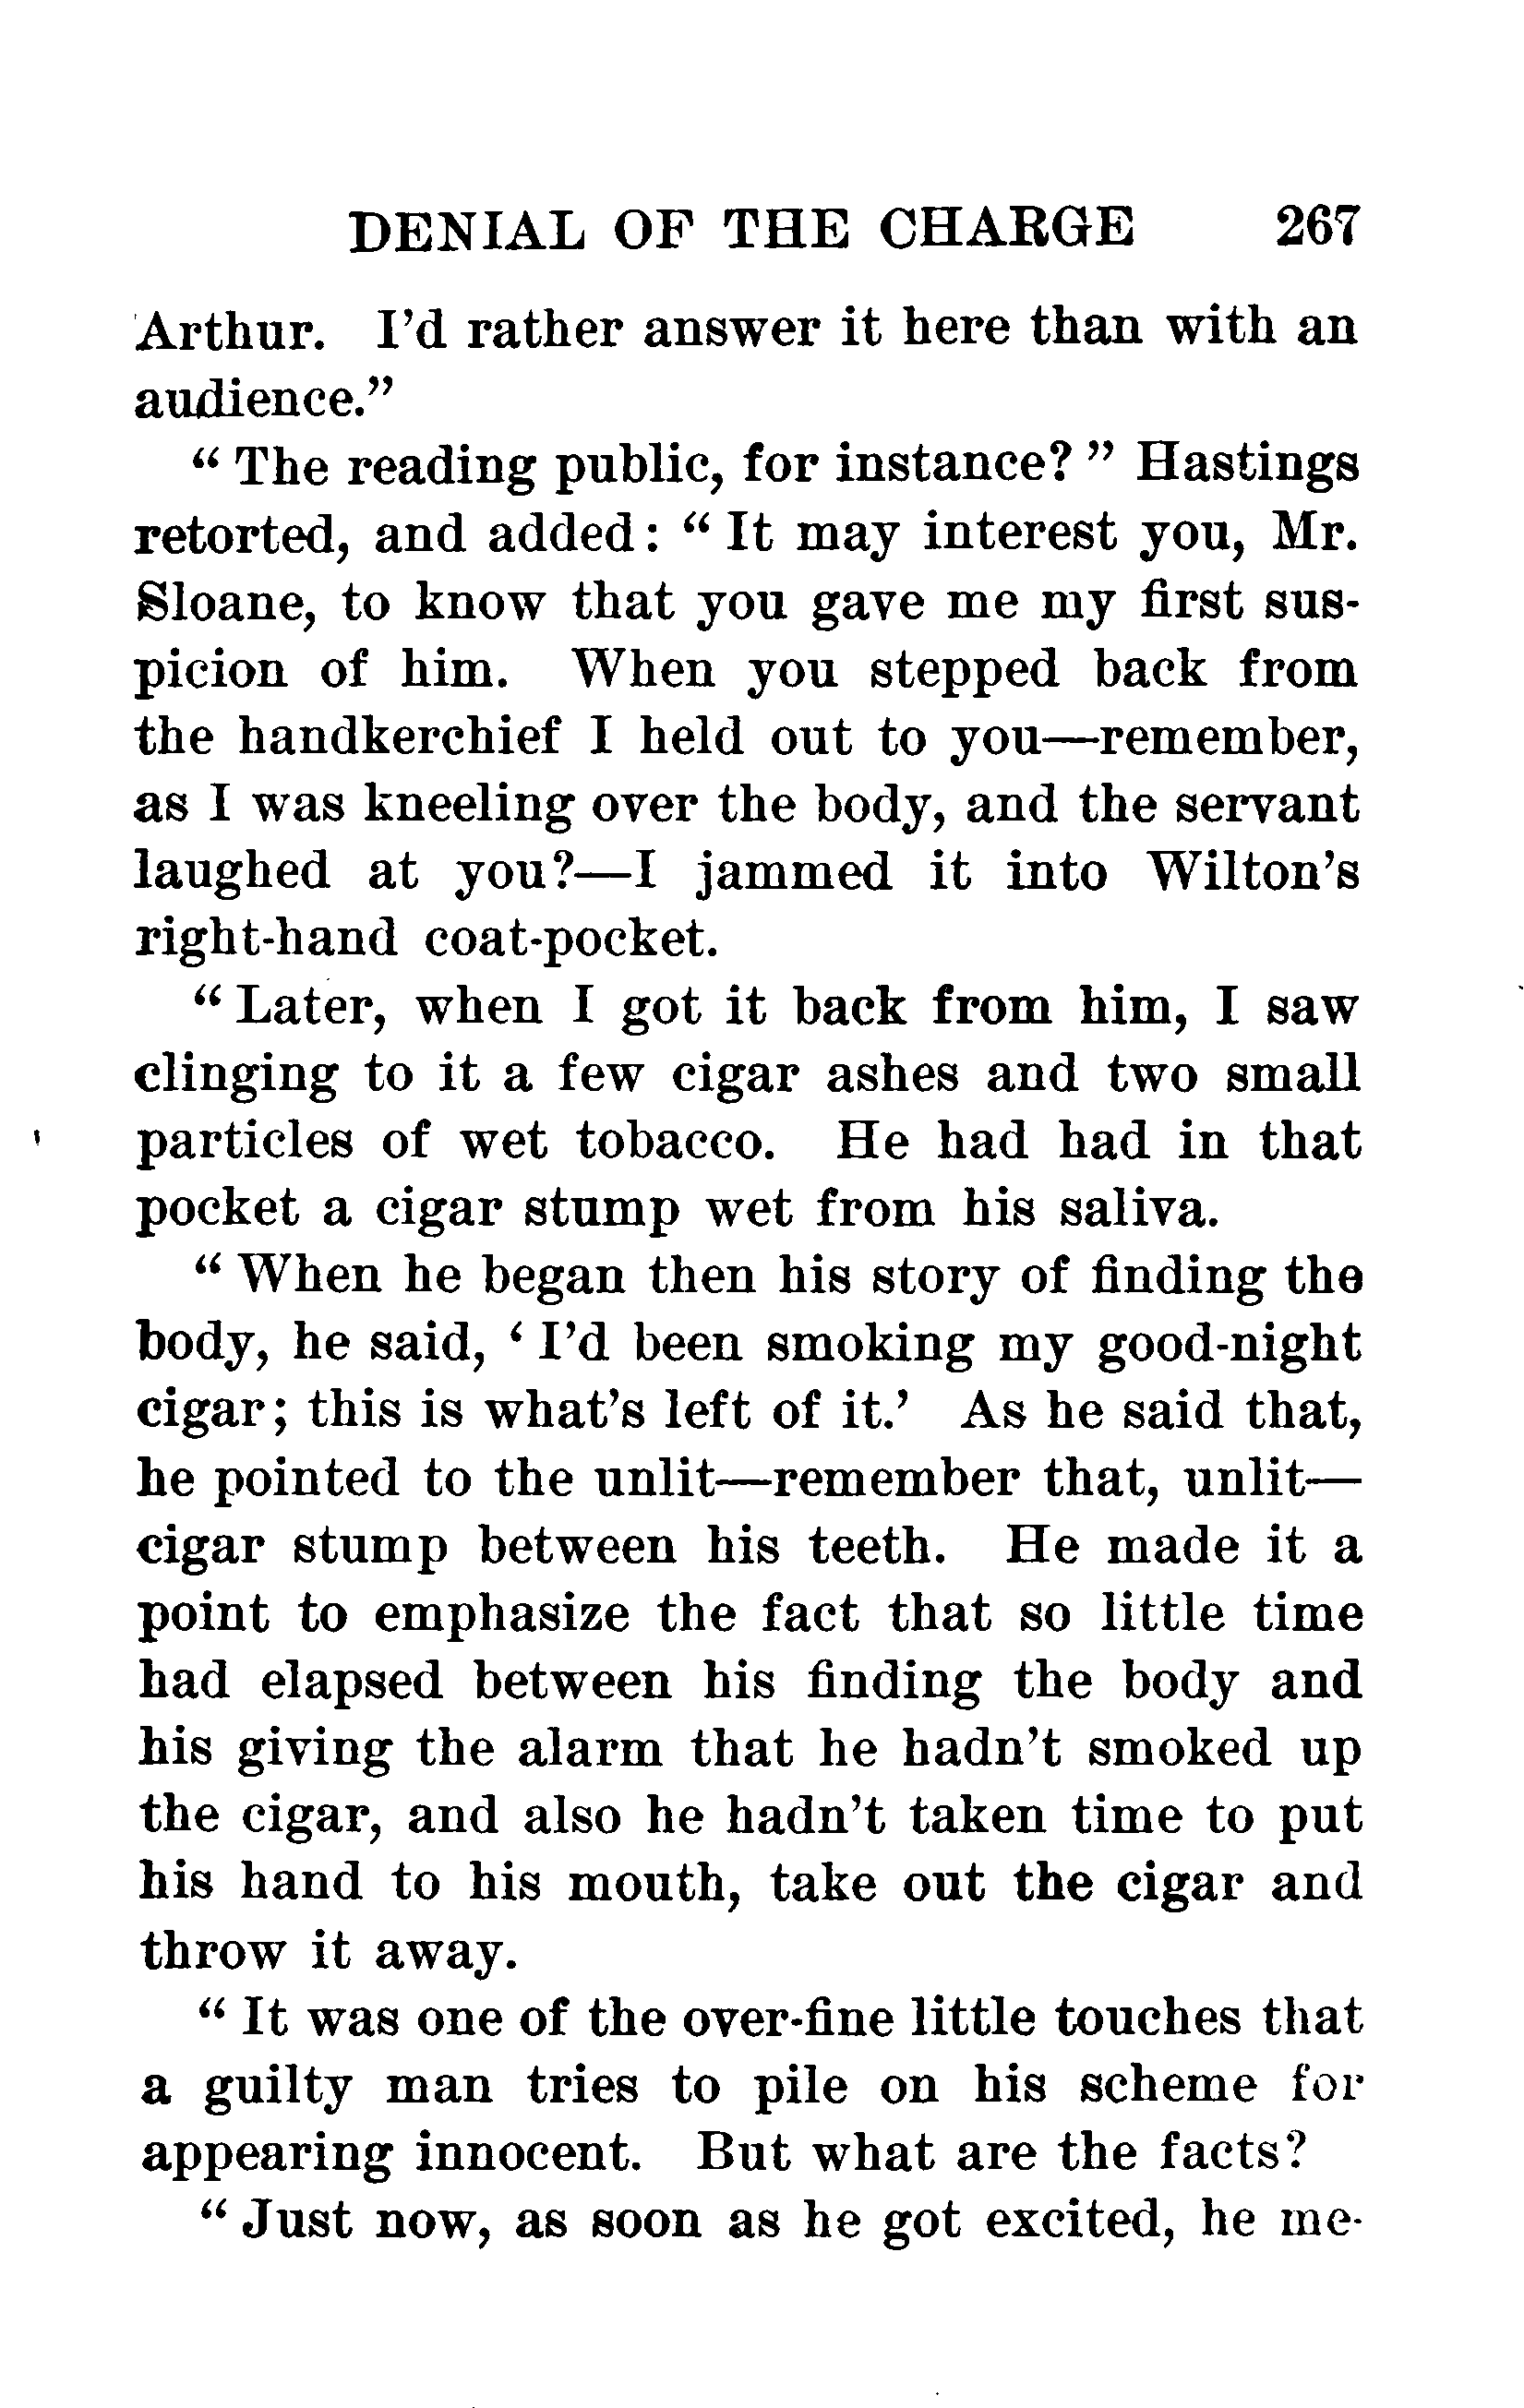 DENIAL OF THE CHARGE 267
Arthur. I'd rather answer it here than with an
audience."
"The reading public, for instance?" Hastings
retorted, and added: "It may interest you, Mr.
Sloane, to know that you gave me my first sus-
picion of him. When you stepped back from
the handkerchief I held out to you—remember,
as I was kneeling over the body, and the servant
laughed at you?—I jammed it into Wilton's
right-hand coat-pocket.
"Later, when I got it back from him, I saw
clinging to it a few cigar ashes and two small
particles of wet tobacco. He had had in that
pocket a cigar stump wet from his saliva.
"When he began then his story of finding the
body, he said, 'I'd been smoking my good-night
cigar; this is what's left of it.' As he said that,
he pointed to the unlit—remember that, unlit—
cigar stump between his teeth. He made it a
point to emphasize the fact that so little time
had elapsed between his finding the body and
his giving the alarm that he hadn't smoked up
the cigar, and also he hadn't taken time to put
his hand to his mouth, take out the cigar and
throw it away.
"It was one of the over-fine little touches that
a guilty man tries to pile on his scheme for
appearing innocent. But what are the facts?
"Just now, as soon as he got excited, he me-